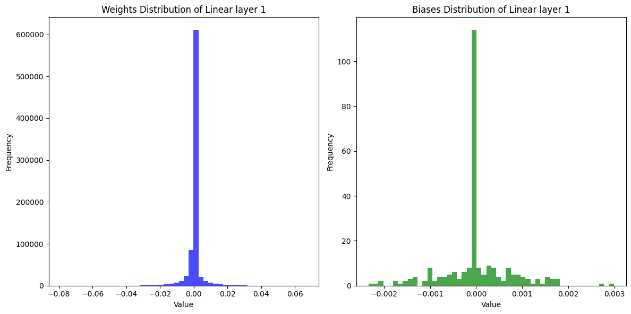 Weights Distribution of Linear layer 1
Frequency
600000
500000
400000
300000
200000
100000
0
−0.08 −0.06 −0.04 −0.02 0.00 0.02 0.04 0.06
Value
Biases Distribution of Linear layer 1
Frequency
100
80
60
40
20
0
−0.002 −0.001 0.000 0.001 0.002 0.003
Value